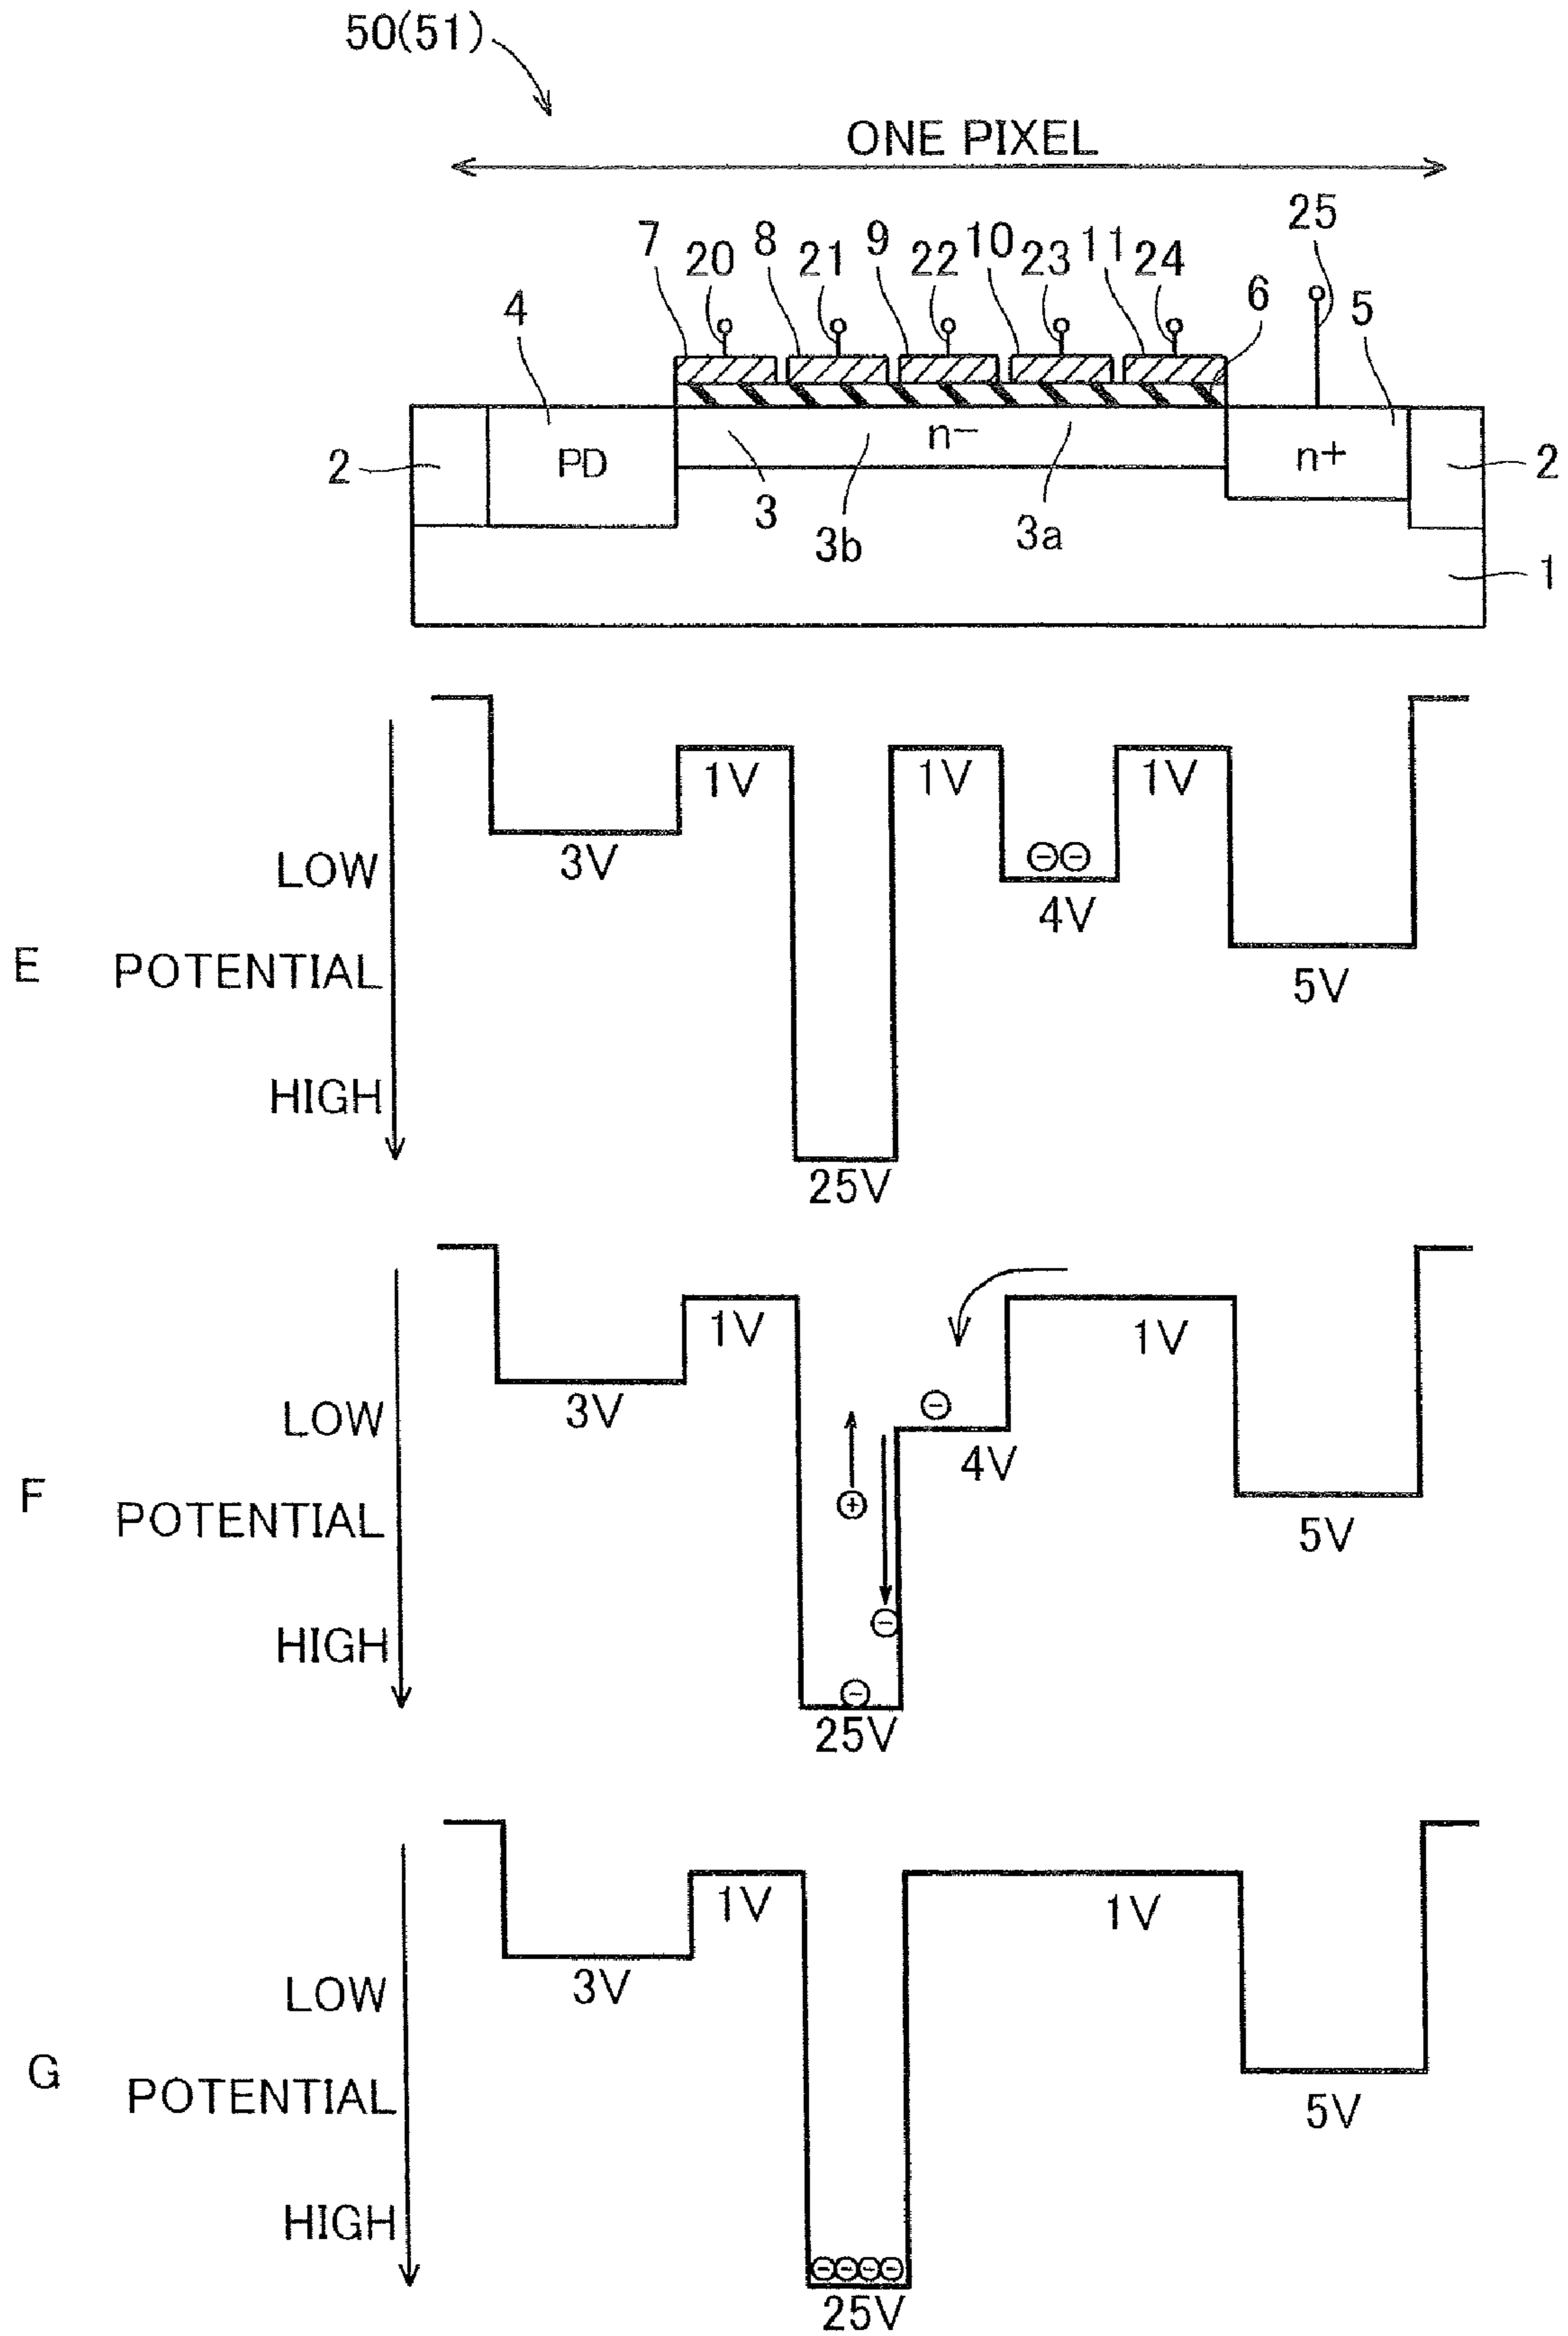 50(51)
ONE PIXEL
25
7 20 8 21 9 22 10 23 11 24 6 5
4
PD n− n+
2 2
3 3b 3a
1
1V 1V 1V
LOW 3V
4V
E POTENTIAL 5V
HIGH
25V
1V 1V
LOW 3V
4V
F POTENTIAL 5V
HIGH
25V
1V 1V
LOW 3V
G POTENTIAL 5V
HIGH
25V